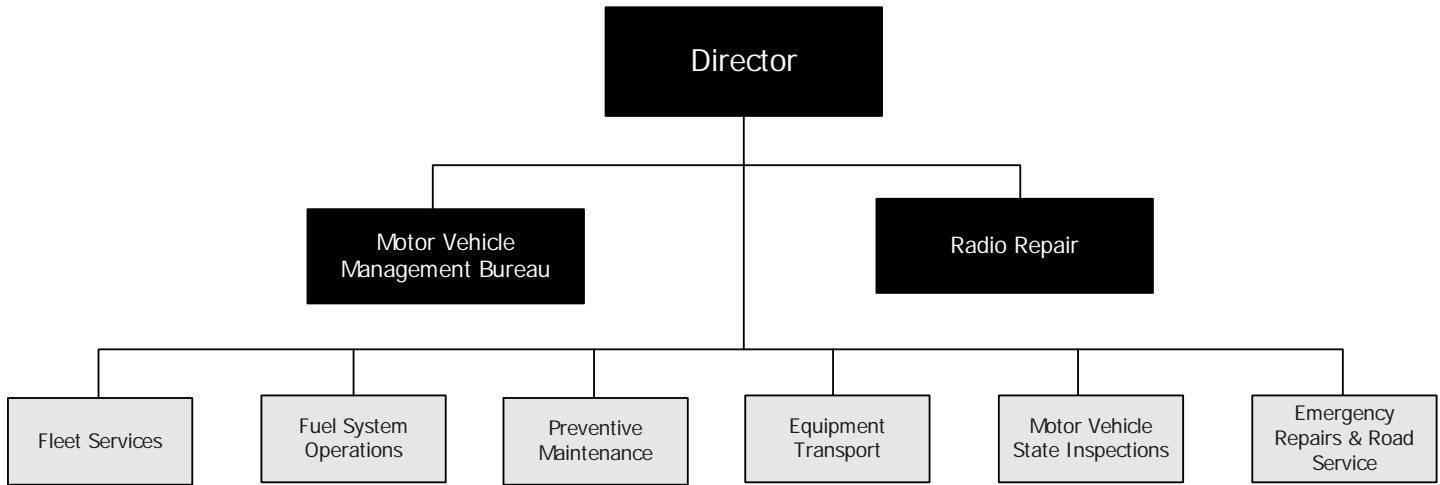 Director
Motor Vehicle
Management Bureau
Radio Repair
Fleet Services
Fuel System
Operations
Preventive
Maintenance
Equipment
Transport
Motor Vehicle
State Inspections
Emergency
Repairs & Road
Service